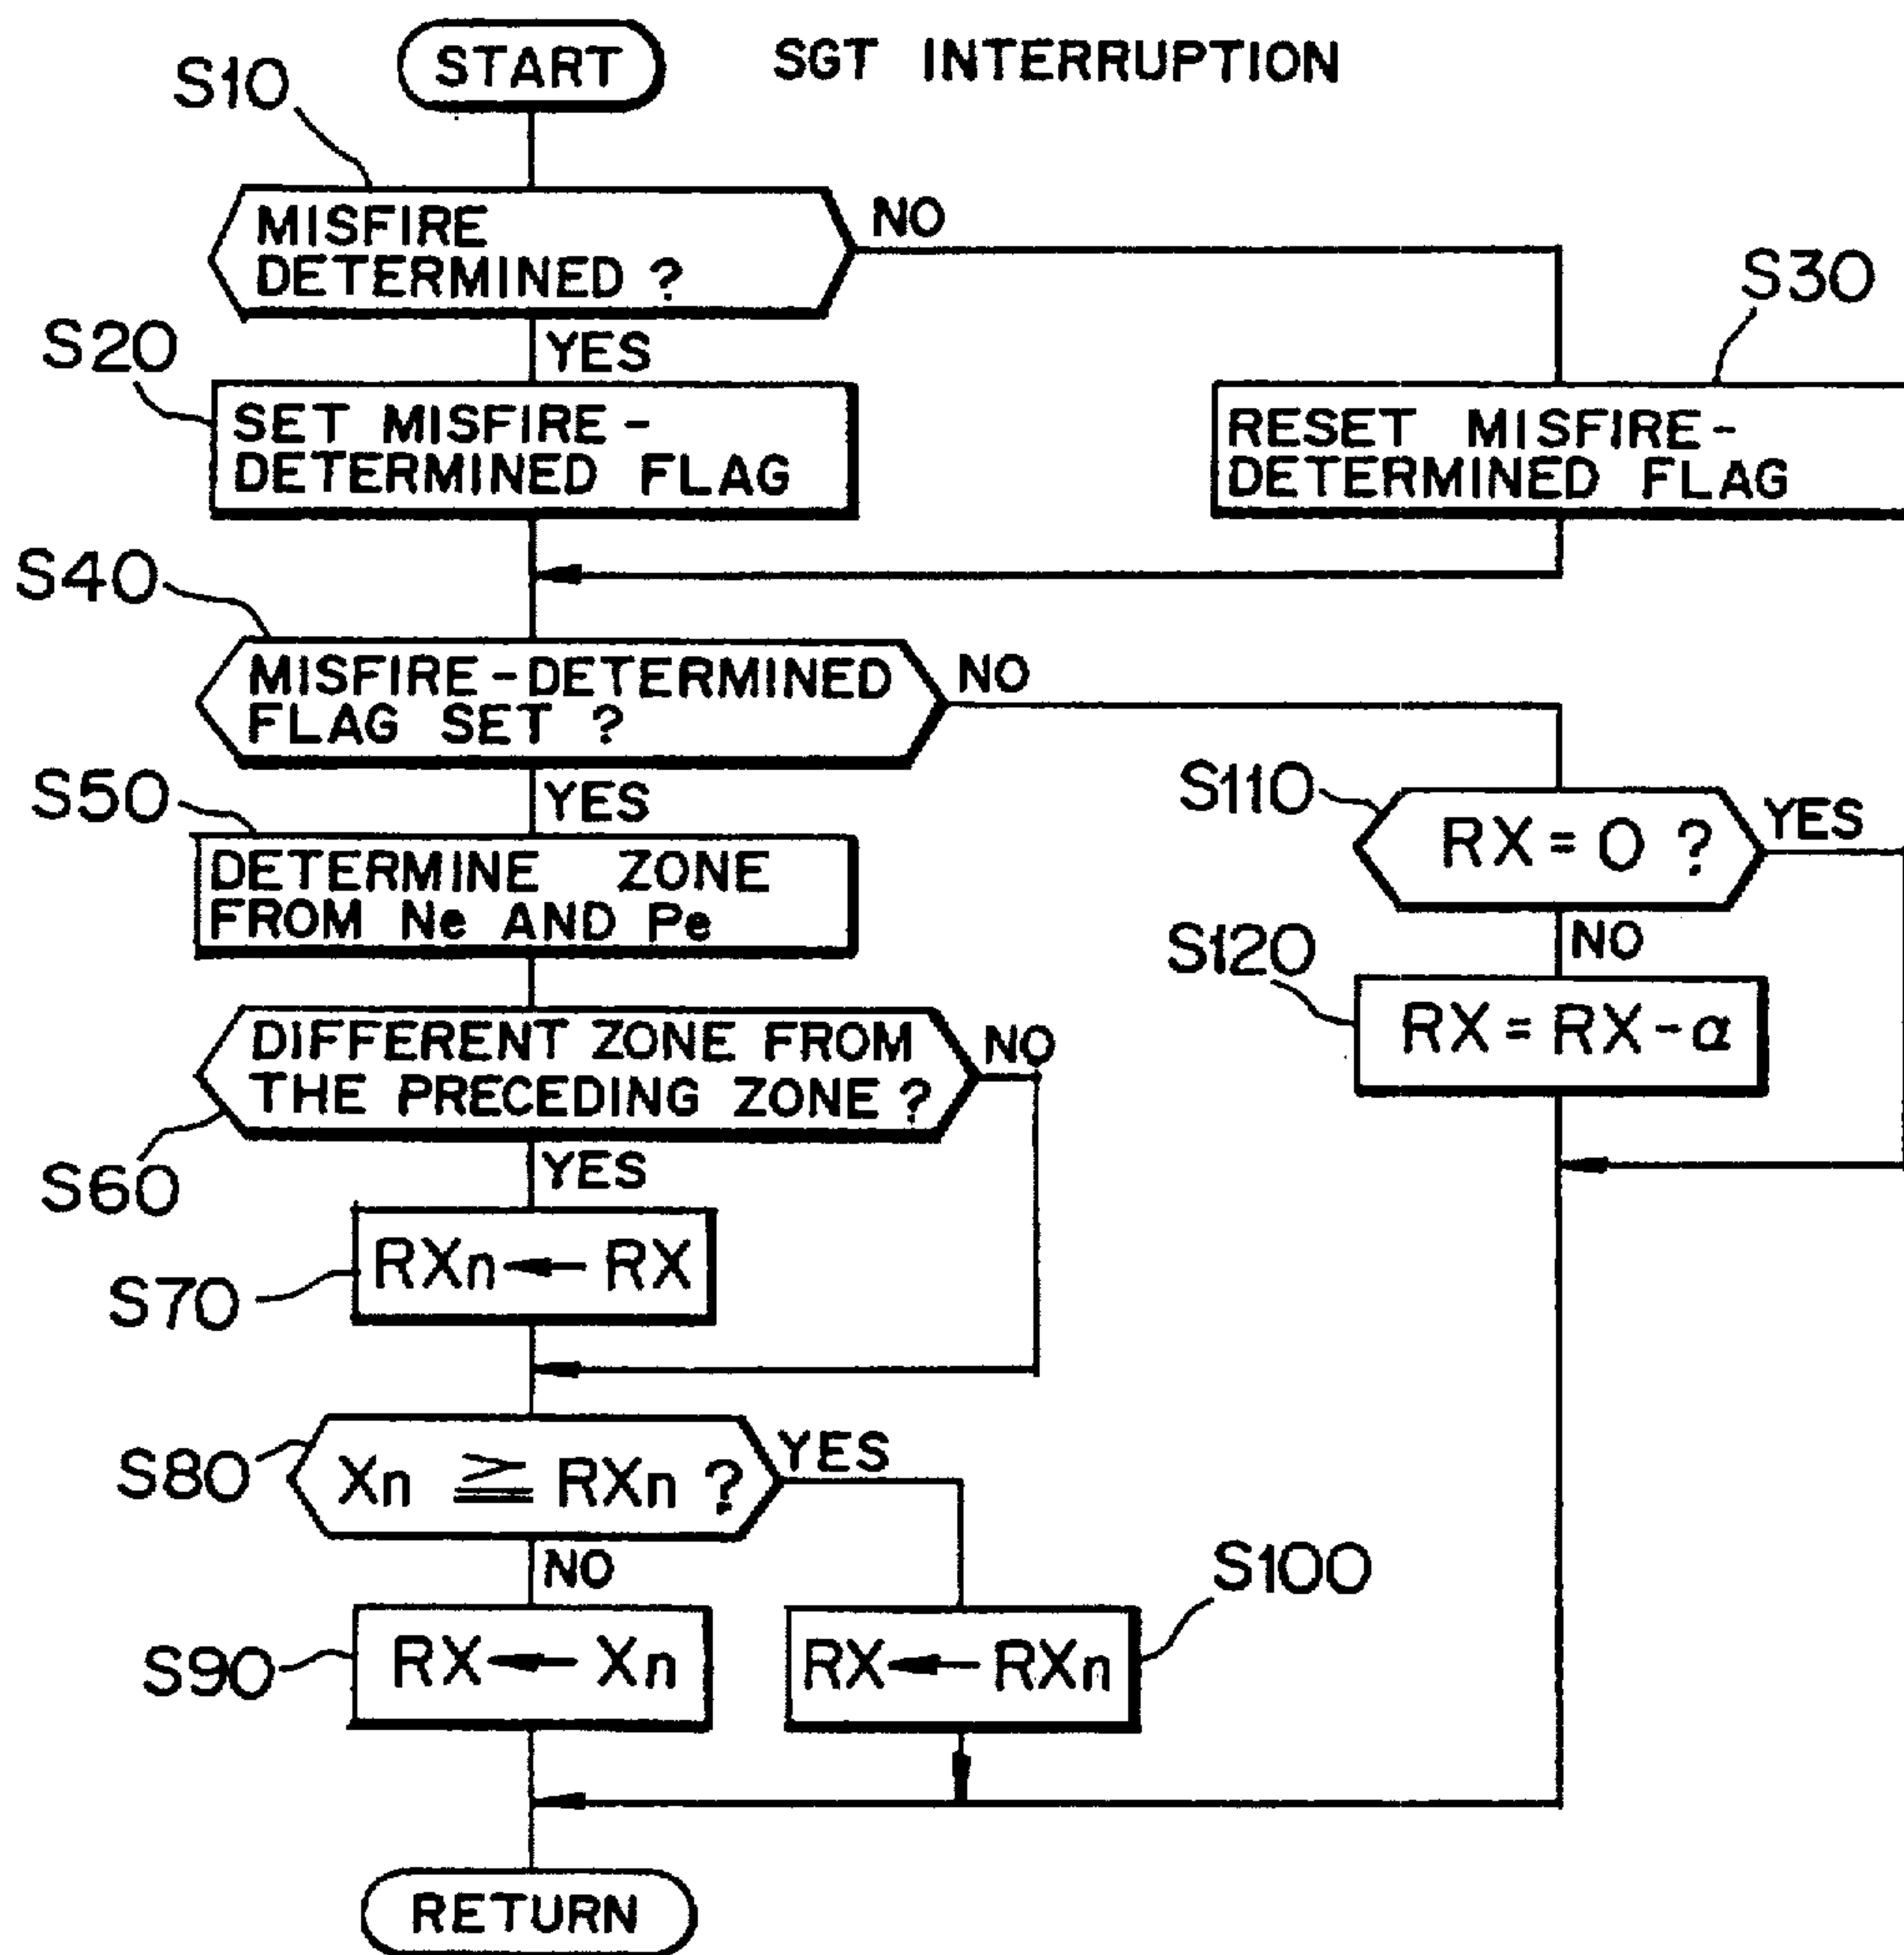 START
SGT INTERRUPTION
S10
MISFIRE
DETERMINED ?
NO
YES
S20
SET MISFIRE-
DETERMINED FLAG
S30
RESET MISFIRE-
DETERMINED FLAG
S40
MISFIRE-DETERMINED
FLAG SET ?
NO
YES
S50
DETERMINE ZONE
FROM Ne AND Pe
S110
RX = 0 ?
YES
NO
S120
RX = RX-α
S60
DIFFERENT ZONE FROM
THE PRECEDING ZONE ?
NO
YES
S70
RXn ← RX
S80
Xn ≧ RXn ?
YES
NO
S90
RX ← Xn
S100
RX ← RXn
RETURN